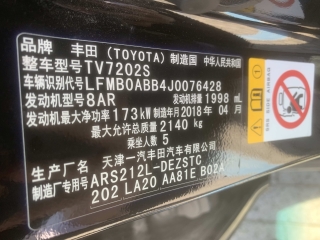 品牌 丰田（TOYOTA）制造国 中华人民共和国
整车型号 TV7202S
车辆识别代号 LFMB0ABB4J0076428
发动机型号 8AR 发动机排量 1998 mL
发动机最大净功率 173 kW 制造年月 2018 年 04 月
最大允许总质量 2140 kg
乘坐人数 5
生产厂名 天津一汽丰田汽车有限公司
制造厂专用号 ARS212L-DEZSTC
202 LA20 AA81E B0ZA